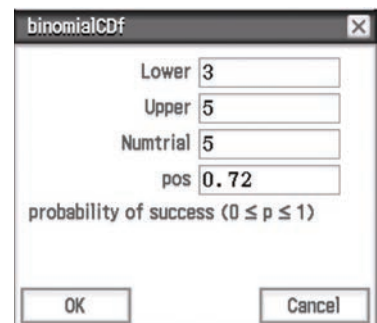 binomialCDf
Lower 3
Upper 5
Numtrial 5
pos 0.72
probability of success (0 ≤ p ≤ 1)
OK Cancel